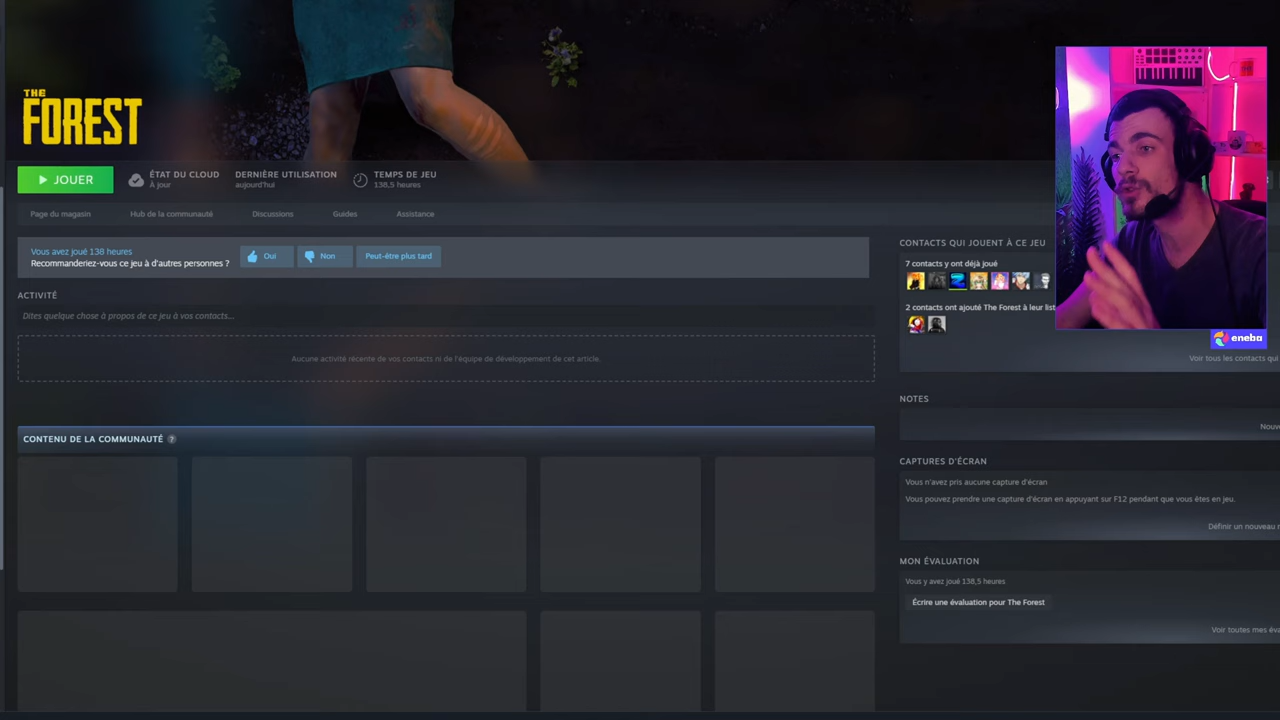 THE
FOREST
JOUER
ÉTAT DU CLOUD
À jour
DERNIÈRE UTILISATION
aujourd'hui
TEMPS DE JEU
138,5 heures
Page du magasin
Hub de la communauté
Discussions
Guides
Assistance
Vous avez joué 138 heures
Recommanderiez-vous ce jeu à d'autres personnes ?
Oui
Non
Peut-être plus tard
ACTIVITÉ
Dites quelque chose à propos de ce jeu à vos contacts...
Aucune activité récente de vos contacts ni de l'équipe de développement de cet article.
CONTENU DE LA COMMUNAUTÉ ?
CONTACTS QUI JOUENT À CE JEU
7 contacts y ont déjà joué
2 contacts ont ajouté The Forest à leur list
eneba
Voir tous les contacts qui
NOTES
Nouv
CAPTURES D'ÉCRAN
Vous n'avez pris aucune capture d'écran
Vous pouvez prendre une capture d'écran en appuyant sur F12 pendant que vous êtes en jeu.
Définir un nouveau
MON ÉVALUATION
Vous y avez joué 138,5 heures
Écrire une évaluation pour The Forest
Voir toutes mes éva